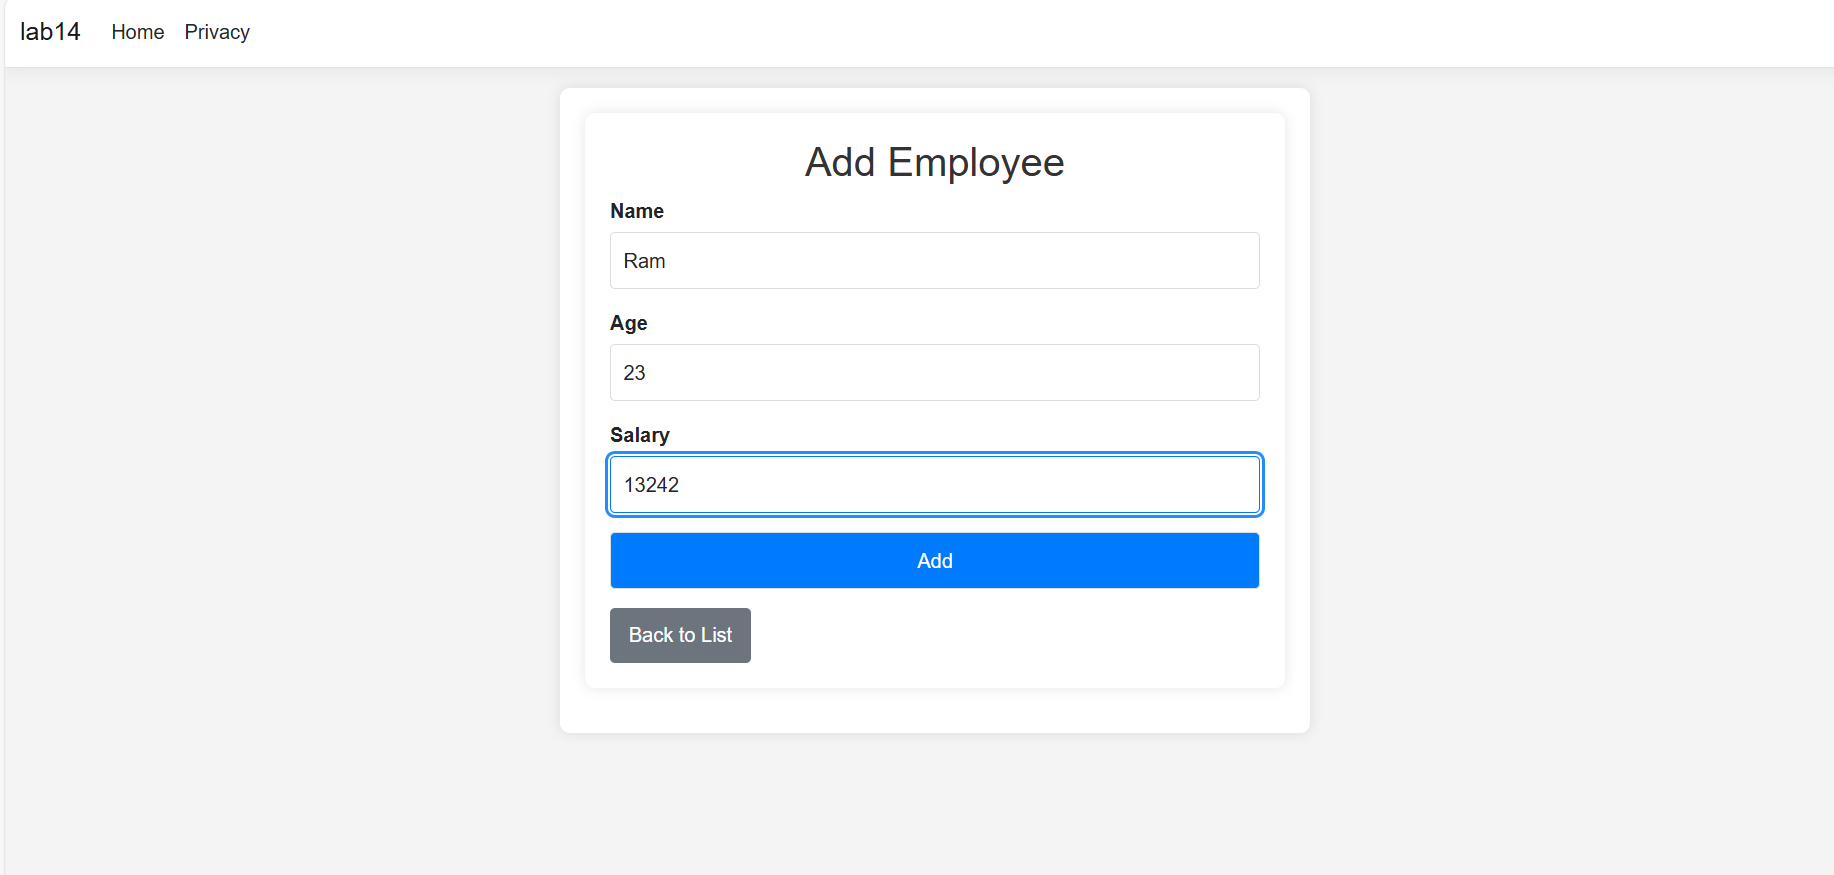 lab14 Home Privacy
Add Employee
Name
Ram
Age
23
Salary
13242
Add
Back to List